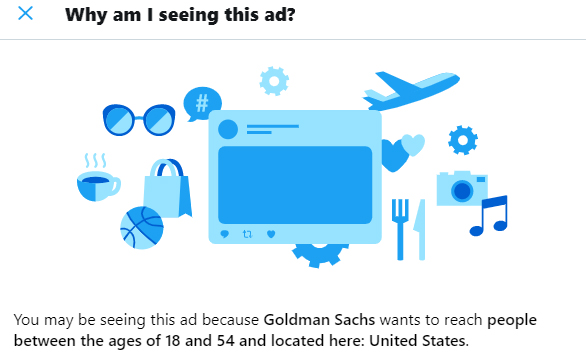 Why am I seeing this ad?
#
You may be seeing this ad because Goldman Sachs wants to reach people
between the ages of 18 and 54 and located here: United States.